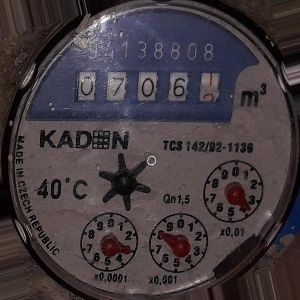 94138808
0706
m³
KADEN
TCS 142/92-1136
40°C
Qn1,5
x0,01
x0,0001
x0,001
MADE IN CZECH REPUBLIC